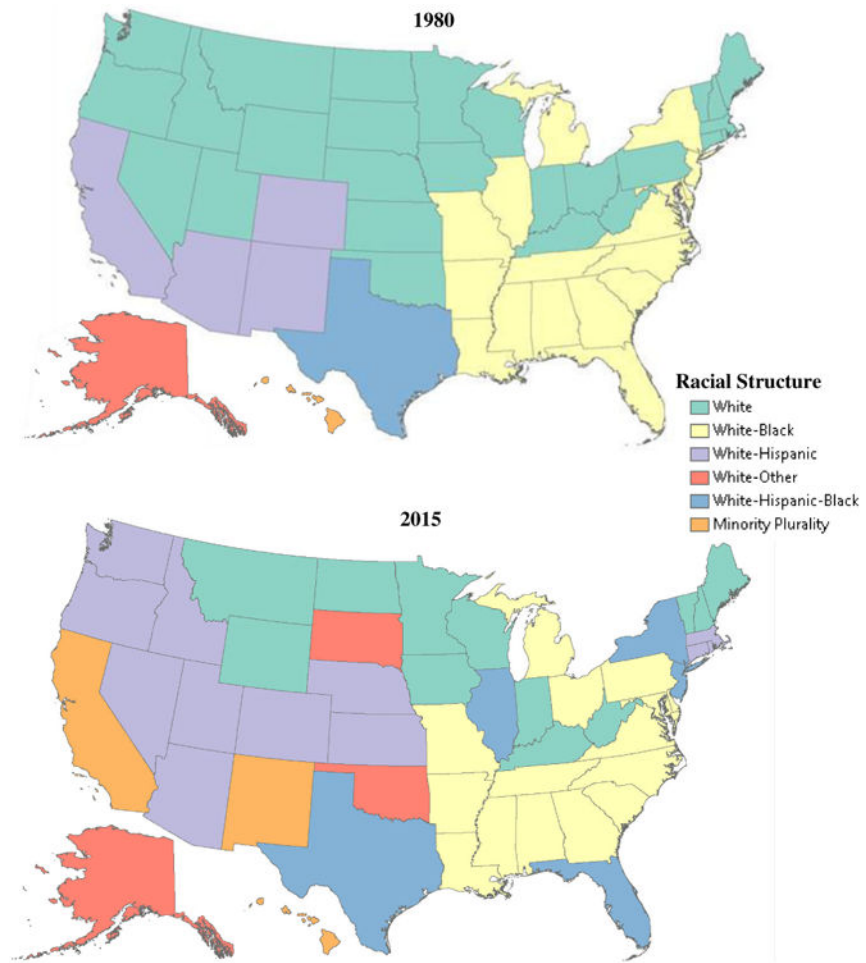 1980
Racial Structure
White
White-Black
White-Hispanic
White-Other
White-Hispanic-Black
Minority Plurality
2015